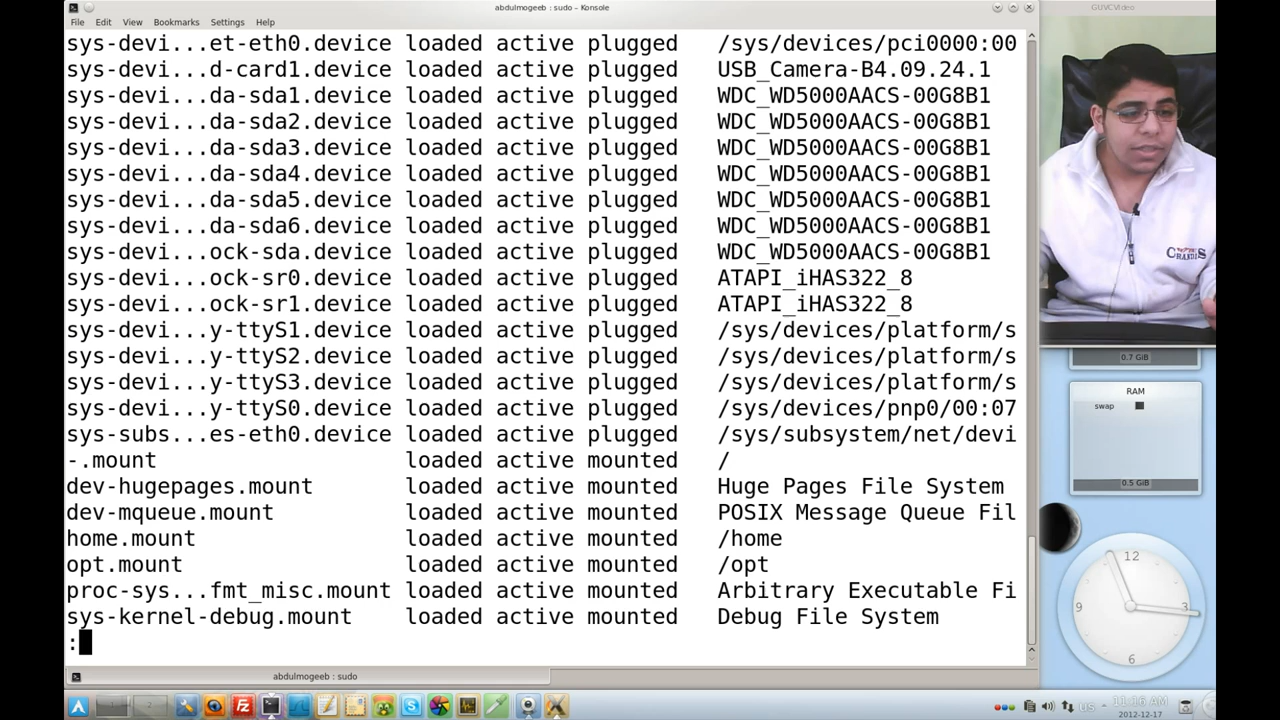 abdulmogeeb : sudo – Konsole
GUVCVideo
File Edit View Bookmarks Settings Help
sys-devi...et-eth0.device loaded active plugged /sys/devices/pci0000:00
sys-devi...d-card1.device loaded active plugged USB_Camera-B4.09.24.1
sys-devi...da-sda1.device loaded active plugged WDC_WD5000AACS-00G8B1
sys-devi...da-sda2.device loaded active plugged WDC_WD5000AACS-00G8B1
sys-devi...da-sda3.device loaded active plugged WDC_WD5000AACS-00G8B1
sys-devi...da-sda4.device loaded active plugged WDC_WD5000AACS-00G8B1
sys-devi...da-sda5.device loaded active plugged WDC_WD5000AACS-00G8B1
sys-devi...da-sda6.device loaded active plugged WDC_WD5000AACS-00G8B1
sys-devi...ock-sda.device loaded active plugged WDC_WD5000AACS-00G8B1
sys-devi...ock-sr0.device loaded active plugged ATAPI_iHAS322_8
sys-devi...ock-sr1.device loaded active plugged ATAPI_iHAS322_8
sys-devi...y-ttyS1.device loaded active plugged /sys/devices/platform/s
sys-devi...y-ttyS2.device loaded active plugged /sys/devices/platform/s
sys-devi...y-ttyS3.device loaded active plugged /sys/devices/platform/s
sys-devi...y-ttyS0.device loaded active plugged /sys/devices/pnp0/00:07
sys-subs...es-eth0.device loaded active plugged /sys/subsystem/net/devi
-.mount loaded active mounted /
dev-hugepages.mount loaded active mounted Huge Pages File System
dev-mqueue.mount loaded active mounted POSIX Message Queue Fil
home.mount loaded active mounted /home
opt.mount loaded active mounted /opt
proc-sys...fmt_misc.mount loaded active mounted Arbitrary Executable Fi
sys-kernel-debug.mount loaded active mounted Debug File System
:
abdulmogeeb : sudo
0.7 GiB
RAM
swap
0.5 GiB
12
3
6
9
1
2
US
11:16 AM
2012-12-17